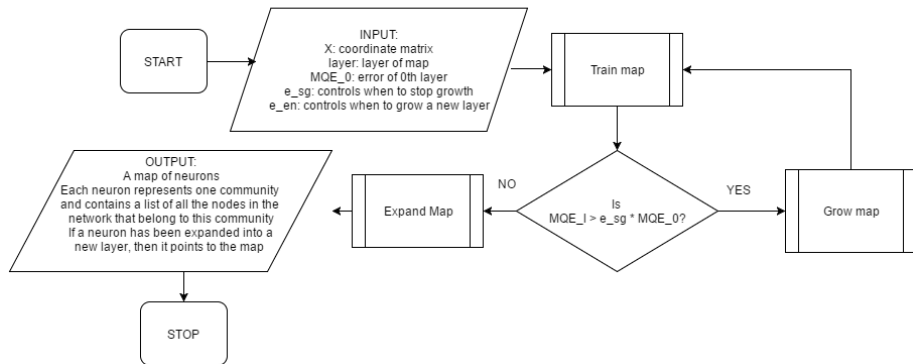 START
INPUT:
X: coordinate matrix
layer: layer of map
MQE_0: error of 0th layer
e_sg: controls when to stop growth
e_en: controls when to grow a new layer
Train map
Is
MQE_l > e_sg * MQE_0?
YES
Grow map
NO
Expand Map
OUTPUT:
A map of neurons
Each neuron represents one community
and contains a list of all the nodes in the
network that belong to this community
If a neuron has been expanded into a
new layer, then it points to the map
STOP